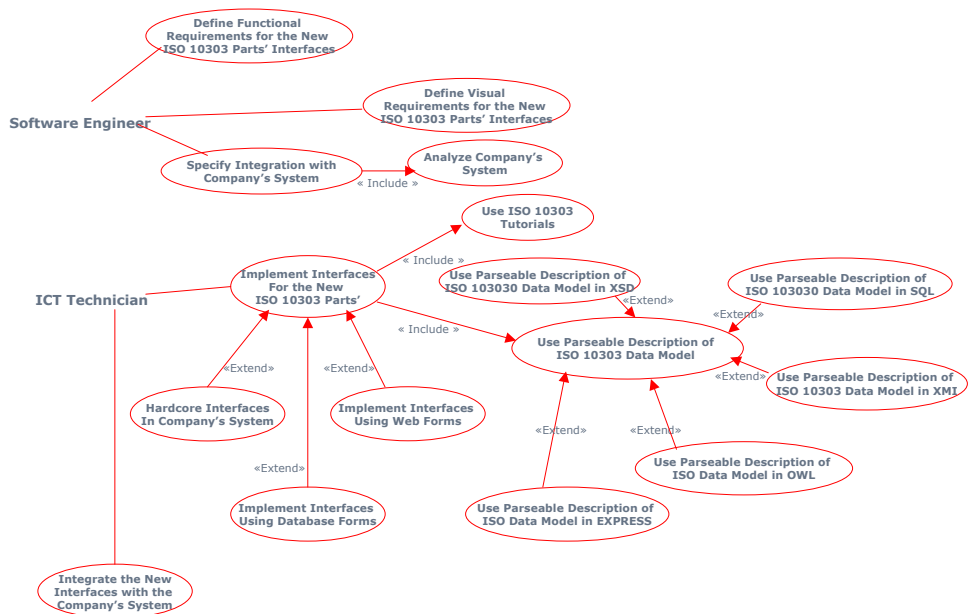 Define Functional
Requirements for the New
ISO 10303 Parts’ Interfaces
Define Visual
Requirements for the New
ISO 10303 Parts’ Interfaces
Software Engineer
Specify Integration with
Company’s System
« Include »
Analyze Company’s
System
Use ISO 10303
Tutorials
« Include »
Implement Interfaces
For the New
ISO 10303 Parts’
ICT Technician
Use Parseable Description of
ISO 103030 Data Model in XSD
«Extend»
Use Parseable Description of
ISO 103030 Data Model in SQL
«Extend»
« Include »
Use Parseable Description of
ISO 10303 Data Model
«Extend»
Use Parseable Description of
ISO 10303 Data Model in XMI
«Extend»
«Extend»
Hardcore Interfaces
In Company’s System
Implement Interfaces
Using Web Forms
«Extend»
«Extend»
«Extend»
Use Parseable Description of
ISO Data Model in OWL
Implement Interfaces
Using Database Forms
Use Parseable Description of
ISO Data Model in EXPRESS
Integrate the New
Interfaces with the
Company’s System